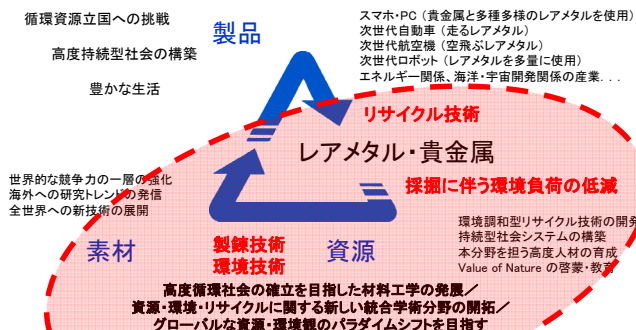 循環資源立国への挑戦
高度持続型社会の構築
豊かな生活
製品
スマホ・PC (貴金属と多種多様のレアメタルを使用)
次世代自動車 (走るレアメタル)
次世代航空機 (空飛ぶレアメタル)
次世代ロボット (レアメタルを多量に使用)
エネルギー関係、海洋・宇宙開発関係の産業. . .
リサイクル技術
レアメタル・貴金属
採掘に伴う環境負荷の低減
世界的な競争力の一層の強化
海外への研究トレンドの発信
全世界への新技術の展開
環境調和型リサイクル技術の開発
持続型社会システムの構築
本分野を担う高度人材の育成
Value of Nature の啓蒙・教育
素材
製錬技術
環境技術
資源
高度循環社会の確立を目指した材料工学の発展/
資源・環境・リサイクルに関する新しい統合学術分野の開拓/
グローバルな資源・環境観のパラダイムシフトを目指す